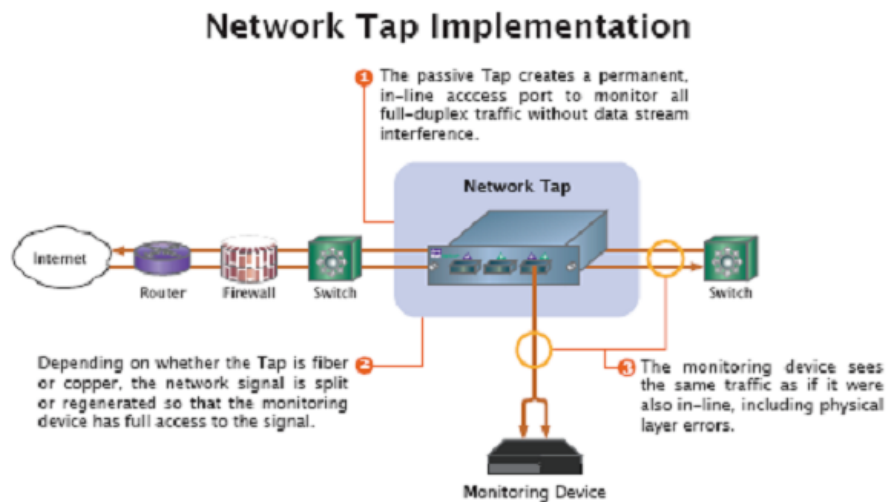 Network Tap Implementation
1 The passive Tap creates a permanent,
in-line acccess port to monitor all
full-duplex traffic without data stream
interference.
Network Tap
Internet
Router
Firewall
Switch
Switch
Depending on whether the Tap is fiber 2
or copper, the network signal is split
or regenerated so that the monitoring
device has full access to the signal.
3 The monitoring device sees
the same traffic as if it were
also in-line, including physical
layer errors.
Monitoring Device